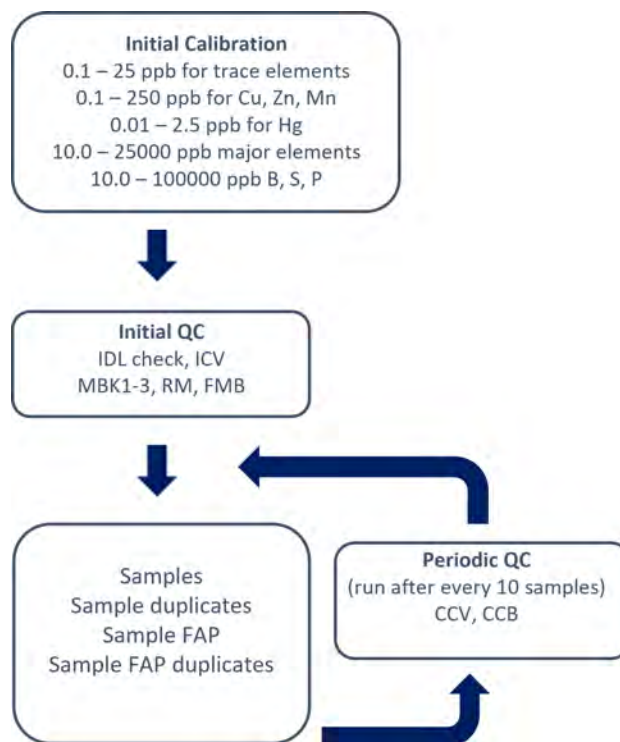 Initial Calibration
0.1 – 25 ppb for trace elements
0.1 – 250 ppb for Cu, Zn, Mn
0.01 – 2.5 ppb for Hg
10.0 – 25000 ppb major elements
10.0 – 100000 ppb B, S, P
Initial QC
IDL check, ICV
MBK1-3, RM, FMB
Samples
Sample duplicates
Sample FAP
Sample FAP duplicates
Periodic QC
(run after every 10 samples)
CCV, CCB